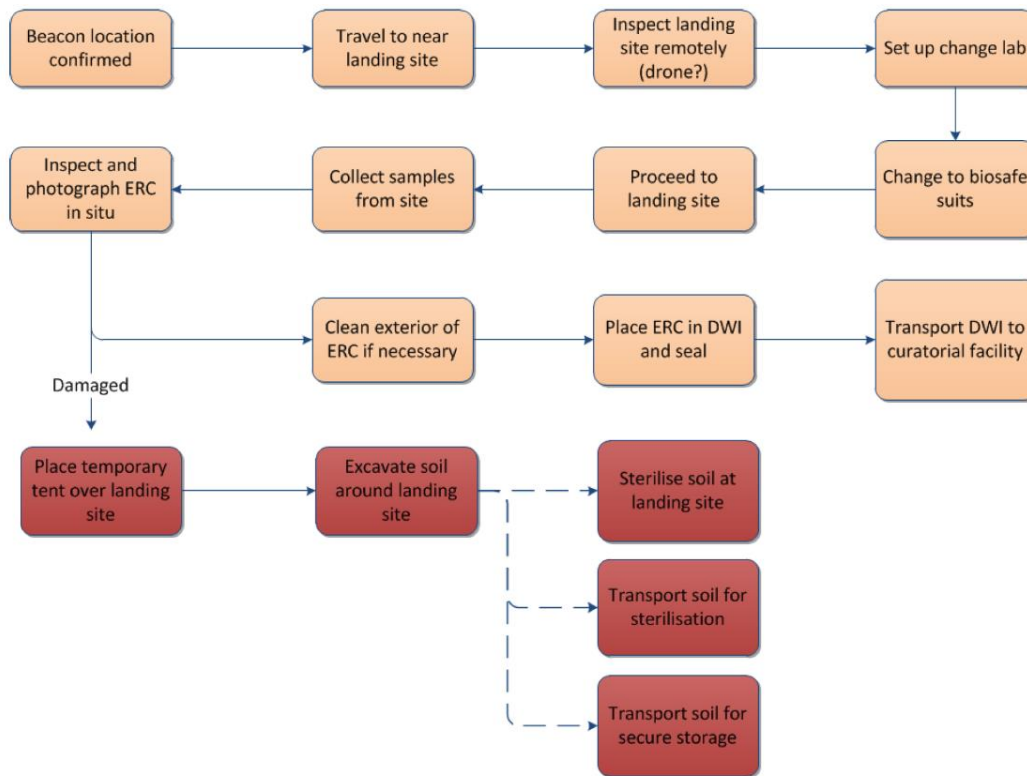 Beacon location
confirmed
Travel to near
landing site
Inspect landing
site remotely
(drone?)
Set up change lab
Change to biosafe
suits
Proceed to
landing site
Collect samples
from site
Inspect and
photograph ERC
in situ
Clean exterior of
ERC if necessary
Place ERC in DWI
and seal
Transport DWI to
curatorial facility
Damaged
Place temporary
tent over landing
site
Excavate soil
around landing
site
Sterilise soil at
landing site
Transport soil for
sterilisation
Transport soil for
secure storage